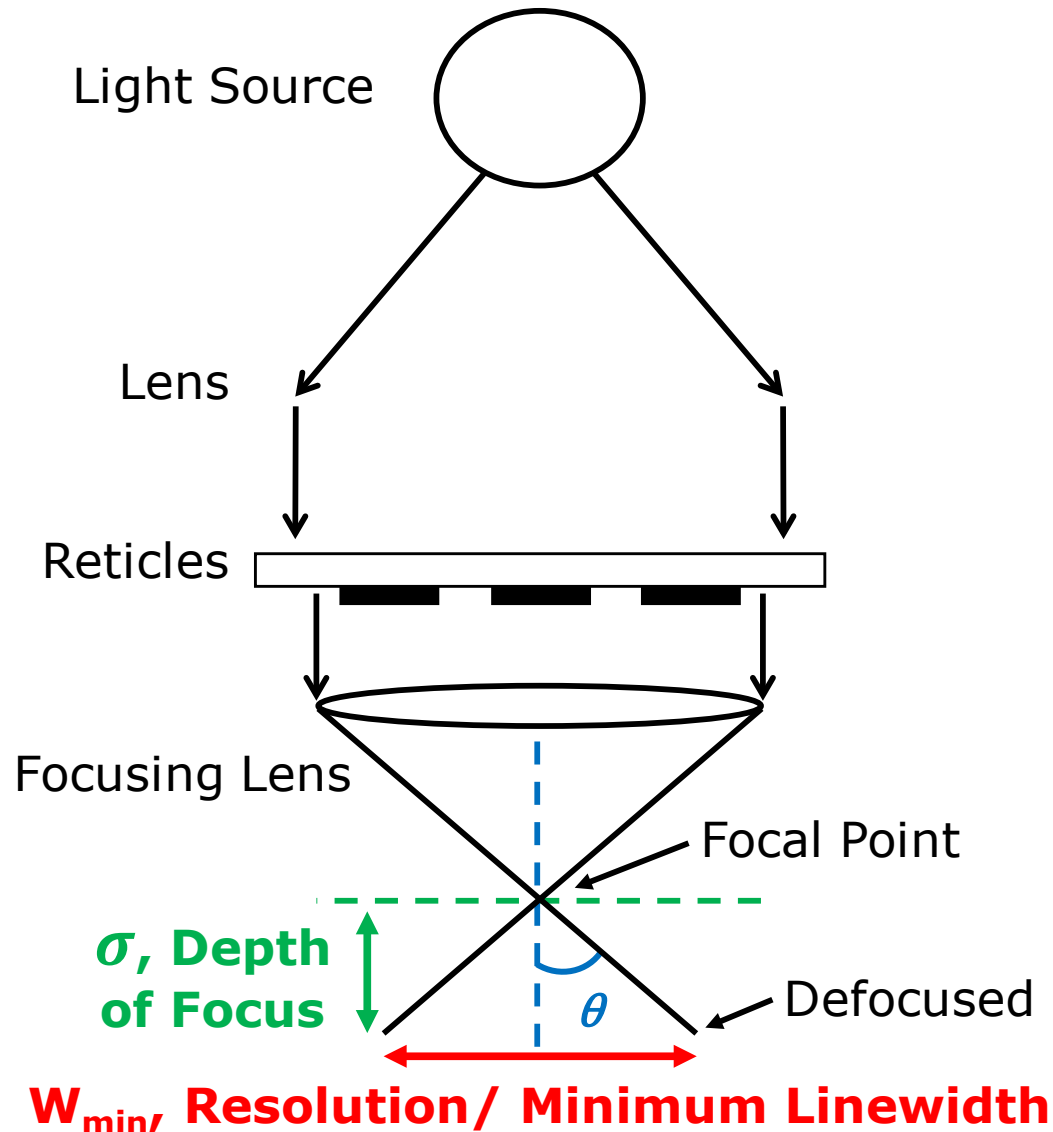 Light Source
Lens
Reticles
Focusing Lens
Focal Point
σ, Depth
of Focus
θ
Defocused
Wmin, Resolution/ Minimum Linewidth